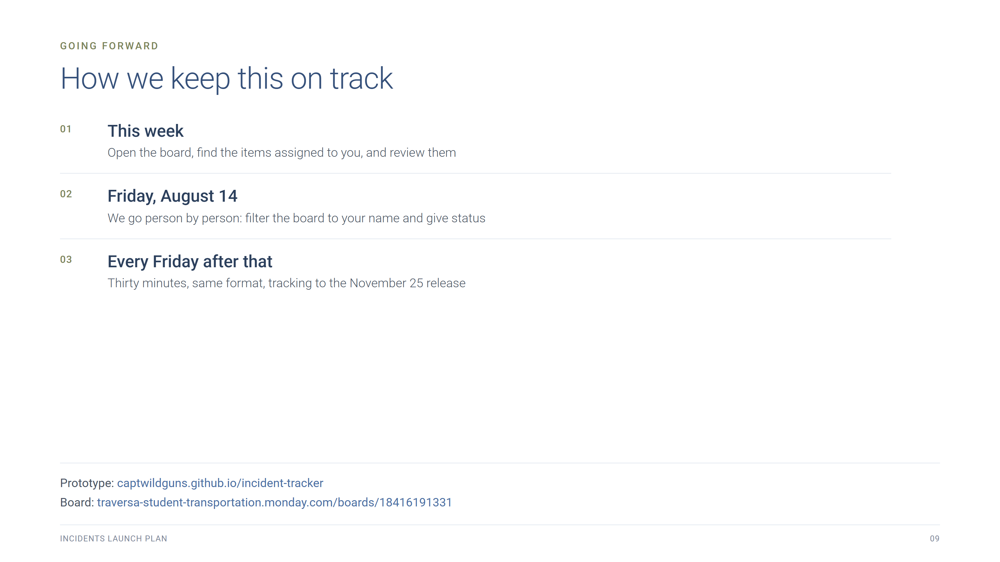 GOING FORWARD
How we keep this on track
01
This week
Open the board, find the items assigned to you, and review them
02
Friday, August 14
We go person by person: filter the board to your name and give status
03
Every Friday after that
Thirty minutes, same format, tracking to the November 25 release
Prototype: captwildguns.github.io/incident-tracker
Board: traversa-student-transportation.monday.com/boards/18416191331
INCIDENTS LAUNCH PLAN
09